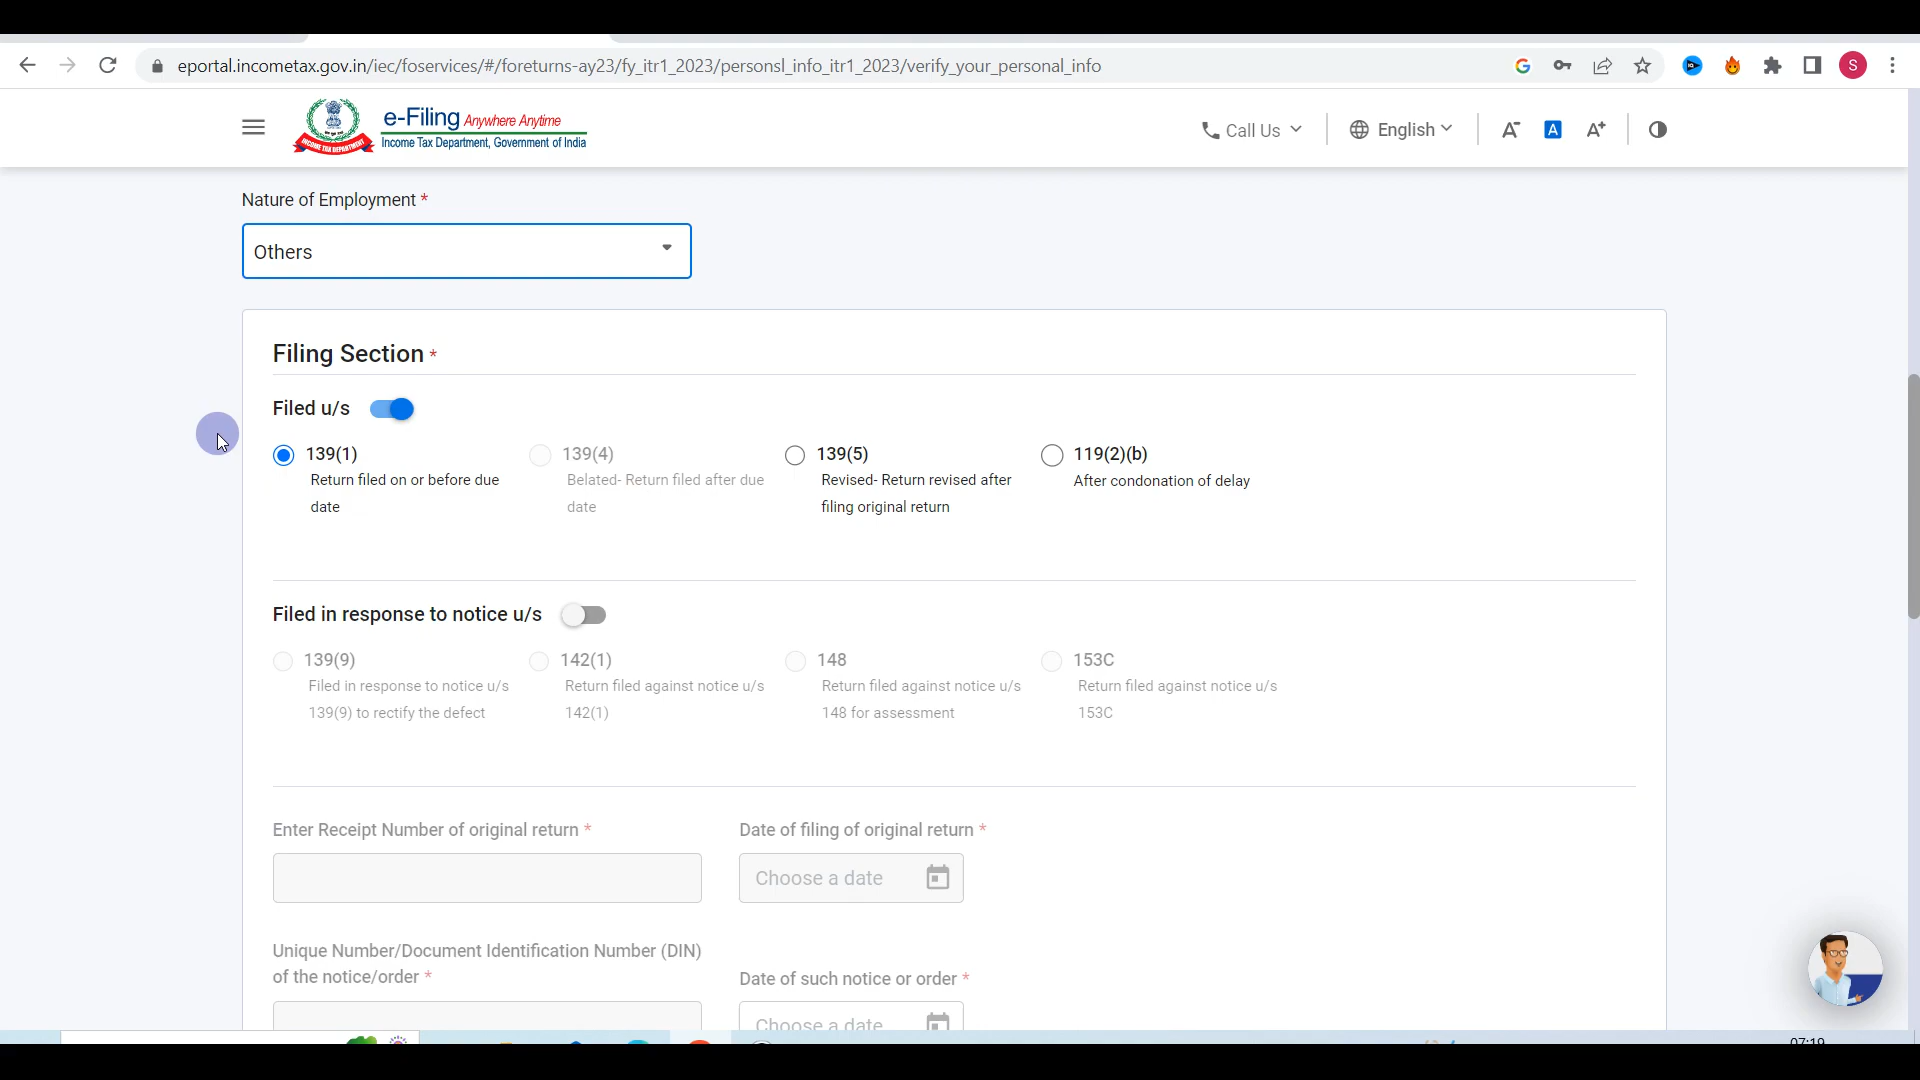 eportal.incometax.gov.in/iec/foservices/#/foreturns-ay23/fy_itr1_2023/personsl_info_itr1_2023/verify_your_personal_info
S
e-Filing Anywhere Anytime
Income Tax Department, Government of India
INCOME TAX DEPARTMENT
Call Us
English
A-
A
A+
Nature of Employment *
Others
Filing Section *
Filed u/s
139(1)
Return filed on or before due
date
139(4)
Belated- Return filed after due
date
139(5)
Revised- Return revised after
filing original return
119(2)(b)
After condonation of delay
Filed in response to notice u/s
139(9)
Filed in response to notice u/s
139(9) to rectify the defect
142(1)
Return filed against notice u/s
142(1)
148
Return filed against notice u/s
148 for assessment
153C
Return filed against notice u/s
153C
Enter Receipt Number of original return *
Date of filing of original return *
Choose a date
Unique Number/Document Identification Number (DIN)
of the notice/order *
Date of such notice or order *
Choose a date
07:19